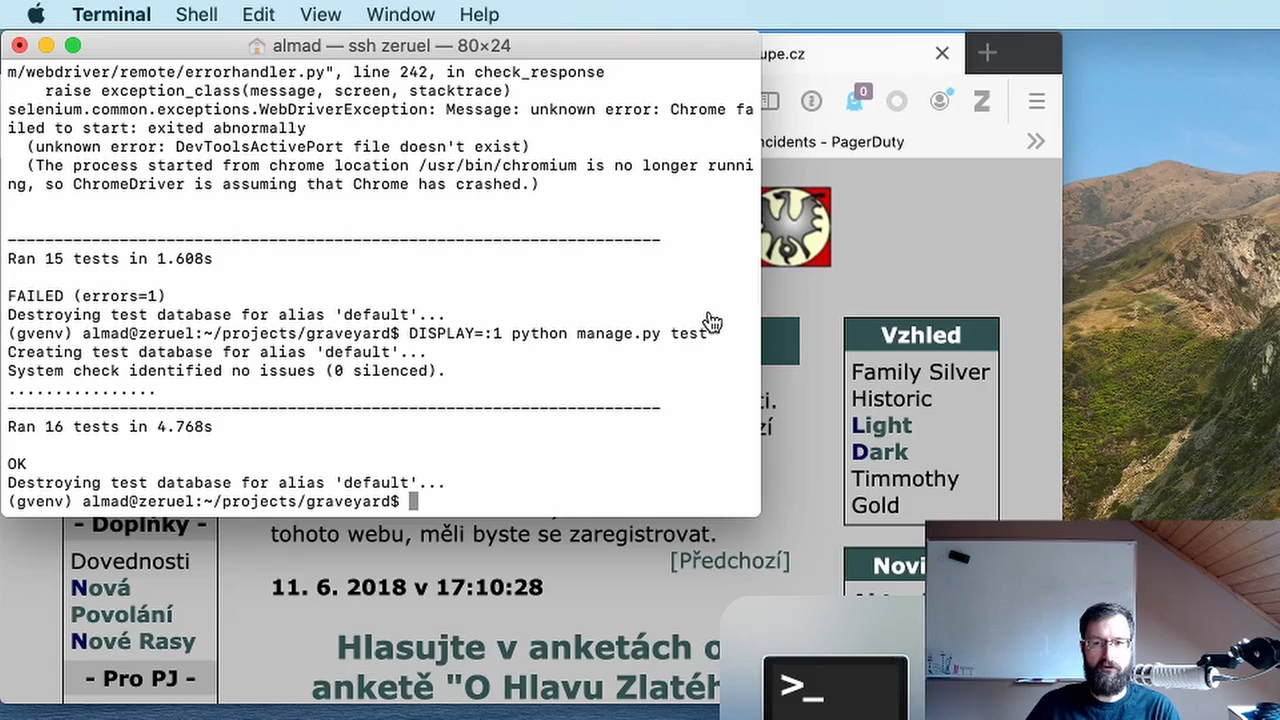 Terminal Shell Edit View Window Help
almad — ssh zeruel — 80×24
m/webdriver/remote/errorhandler.py", line 242, in check_response
raise exception_class(message, screen, stacktrace)
selenium.common.exceptions.WebDriverException: Message: unknown error: Chrome fa
iled to start: exited abnormally
(unknown error: DevToolsActivePort file doesn't exist)
(The process started from chrome location /usr/bin/chromium is no longer runni
ng, so ChromeDriver is assuming that Chrome has crashed.)
----------------------------------------------------------------------
Ran 15 tests in 1.608s
FAILED (errors=1)
Destroying test database for alias 'default'...
(gvenv) almad@zeruel:~/projects/graveyard$ DISPLAY=:1 python manage.py test
Creating test database for alias 'default'...
System check identified no issues (0 silenced).
................
----------------------------------------------------------------------
Ran 16 tests in 4.768s
OK
Destroying test database for alias 'default'...
(gvenv) almad@zeruel:~/projects/graveyard$
upe.cz
0
Z
ncidents - PagerDuty
Vzhled
Family Silver
Historic
Light
Dark
Timmothy
Gold
ti.
zí
- Doplňky -
Dovednosti
Nová
Povolání
Nové Rasy
- Pro PJ -
tohoto webu, měli byste se zaregistrovat.
[Předchozí]
11. 6. 2018 v 17:10:28
Hlasujte v anketách o
anketě "O Hlavu Zlatéh
Novi
>_